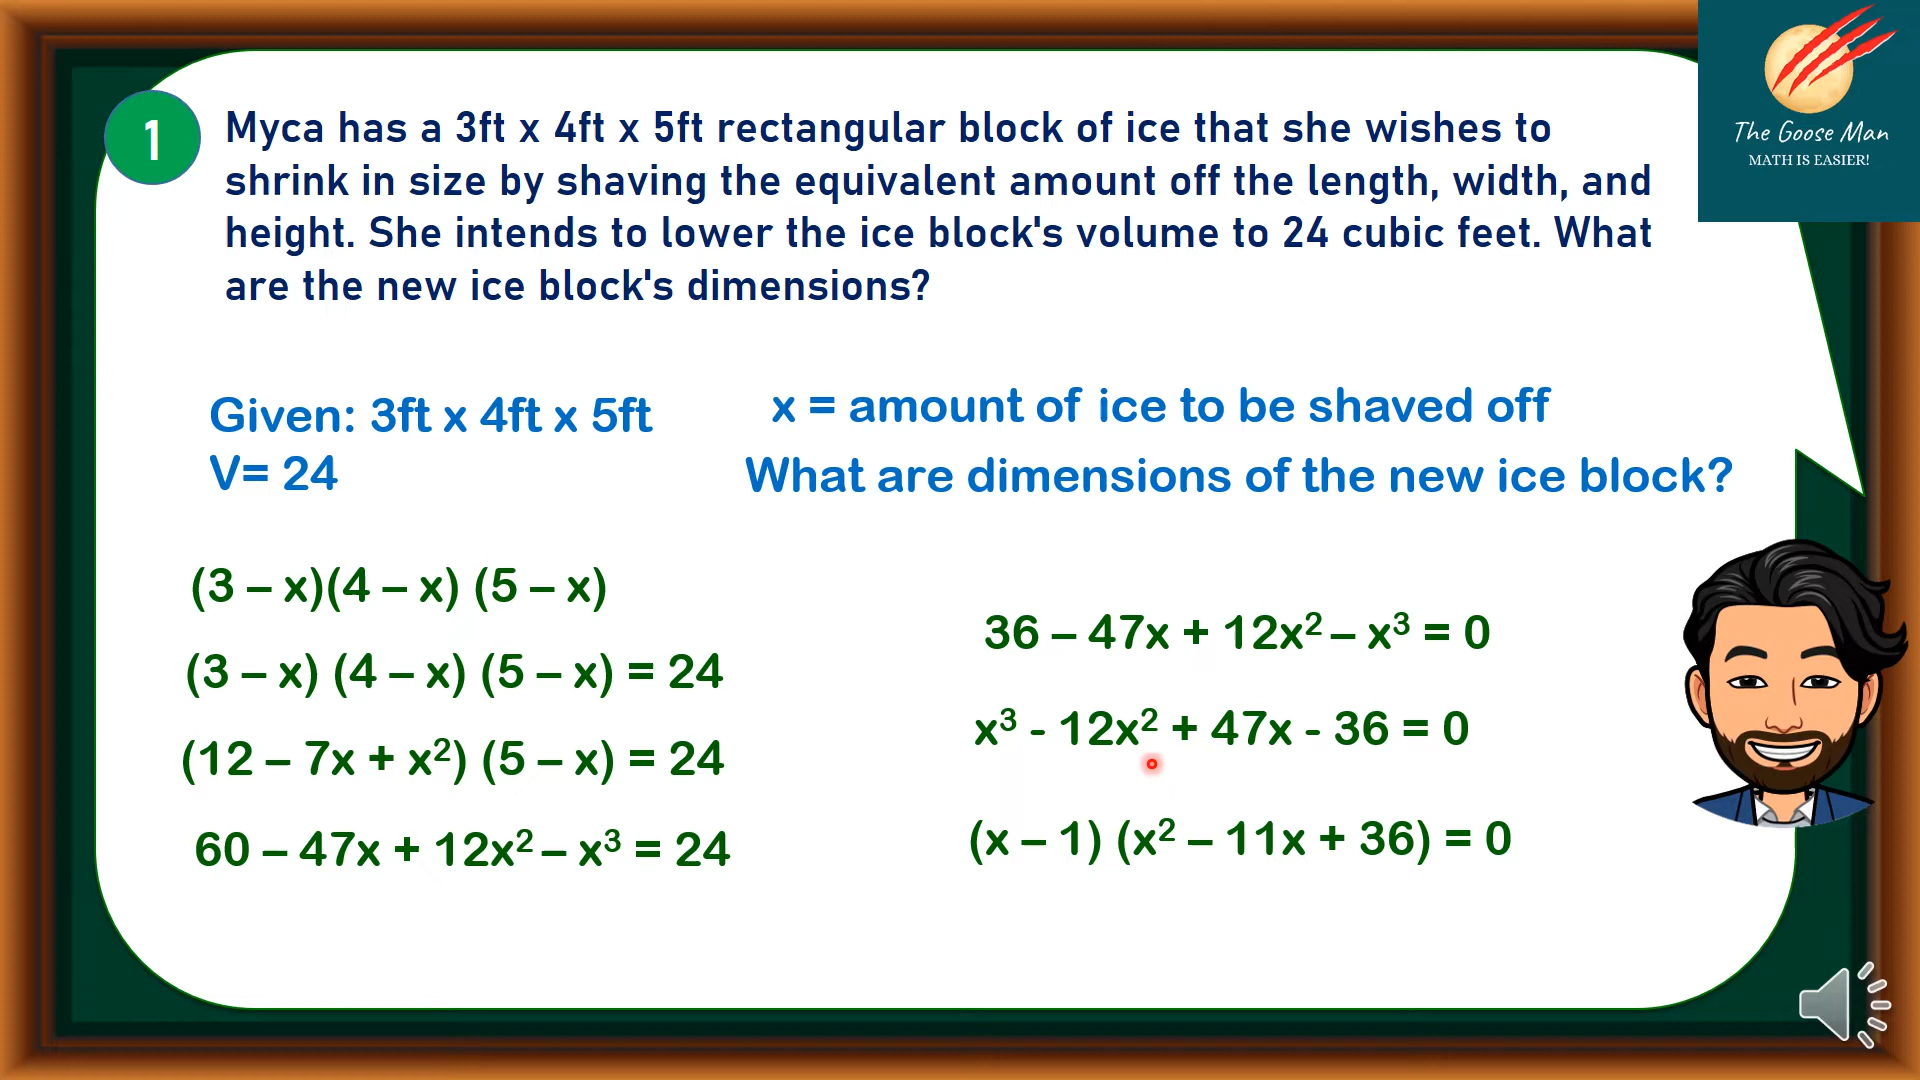 1
Myca has a 3ft x 4ft x 5ft rectangular block of ice that she wishes to
shrink in size by shaving the equivalent amount off the length, width, and
height. She intends to lower the ice block's volume to 24 cubic feet. What
are the new ice block's dimensions?
The Goose Man
MATH IS EASIER!
Given: 3ft x 4ft x 5ft
V= 24
x = amount of ice to be shaved off
What are dimensions of the new ice block?
(3 – x)(4 – x) (5 – x)
(3 – x) (4 – x) (5 – x) = 24
(12 – 7x + x²) (5 – x) = 24
60 – 47x + 12x² – x³ = 24
36 – 47x + 12x² – x³ = 0
x³ - 12x² + 47x - 36 = 0
(x – 1) (x² – 11x + 36) = 0